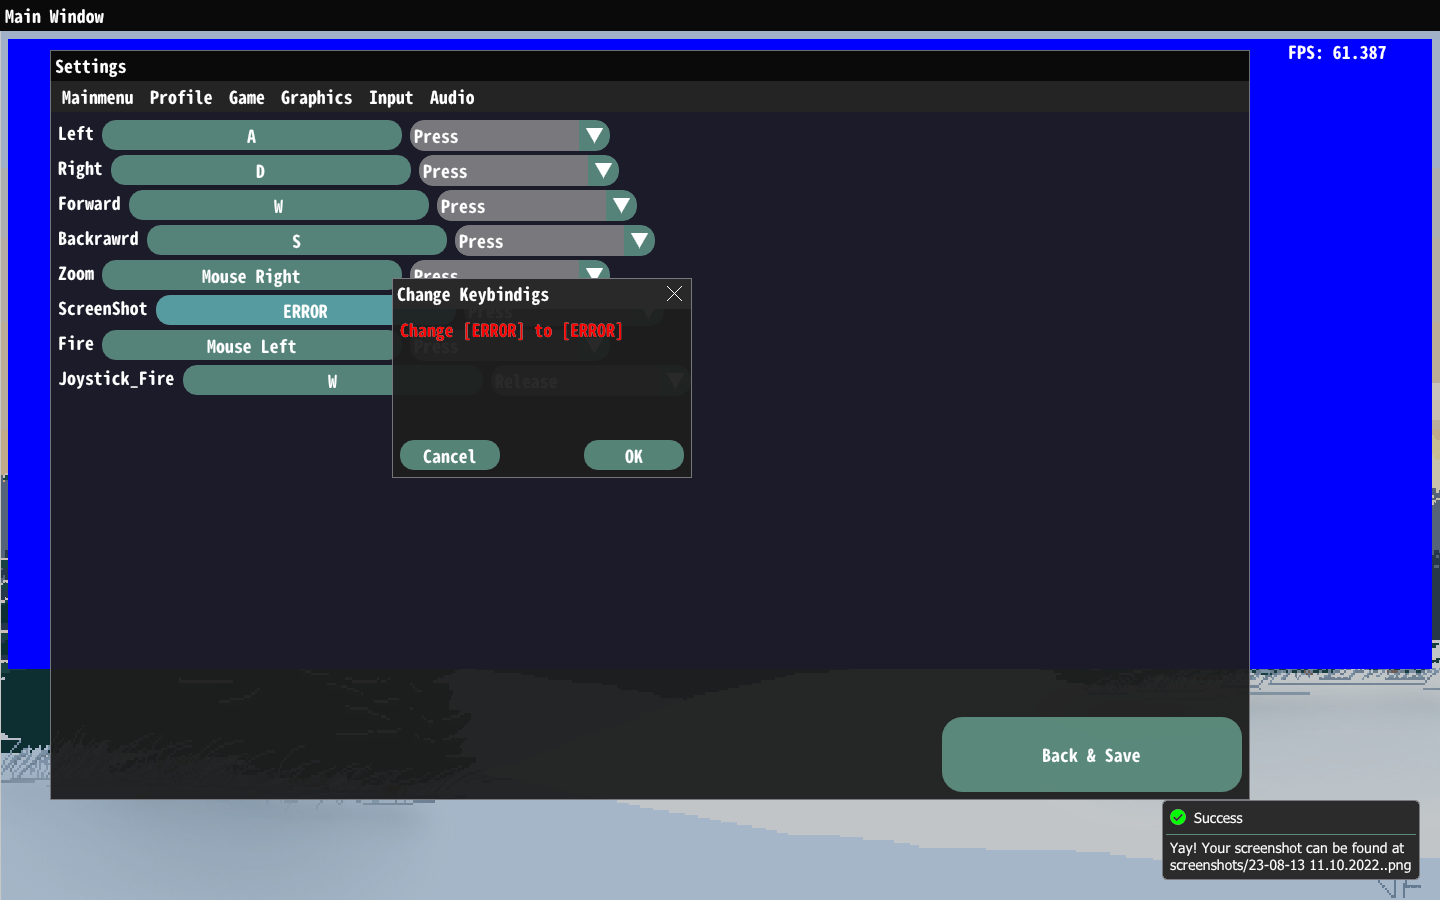 Main Window
FPS: 61.387
Settings
Mainmenu Profile Game Graphics Input Audio
Left A Press
Right D Press
Forward W Press
Backrawrd S Press
Zoom Mouse Right Press
ScreenShot ERROR Press
Fire Mouse Left Press
Joystick_Fire W Release
Change Keybindigs
Change [ERROR] to [ERROR]
Cancel OK
Back & Save
Success
Yay! Your screenshot can be found at
screenshots/23-08-13 11.10.2022..png